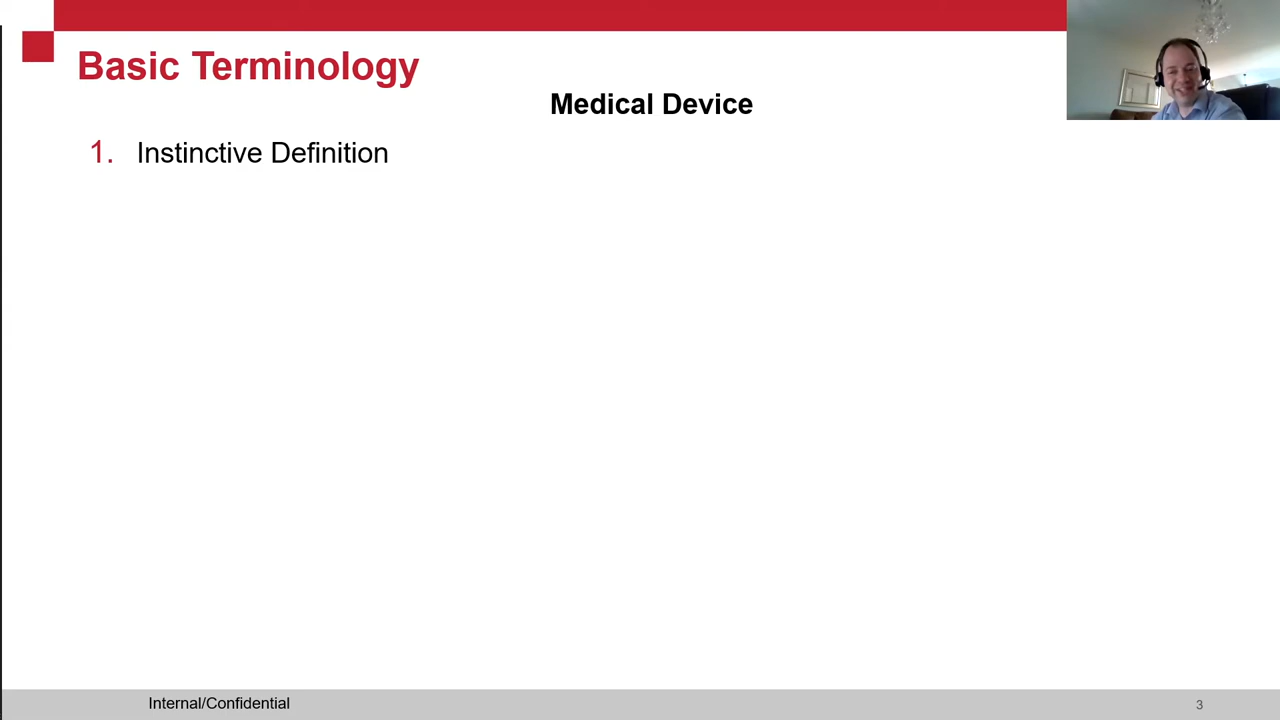 Basic Terminology
Medical Device
1. Instinctive Definition
Internal/Confidential
3